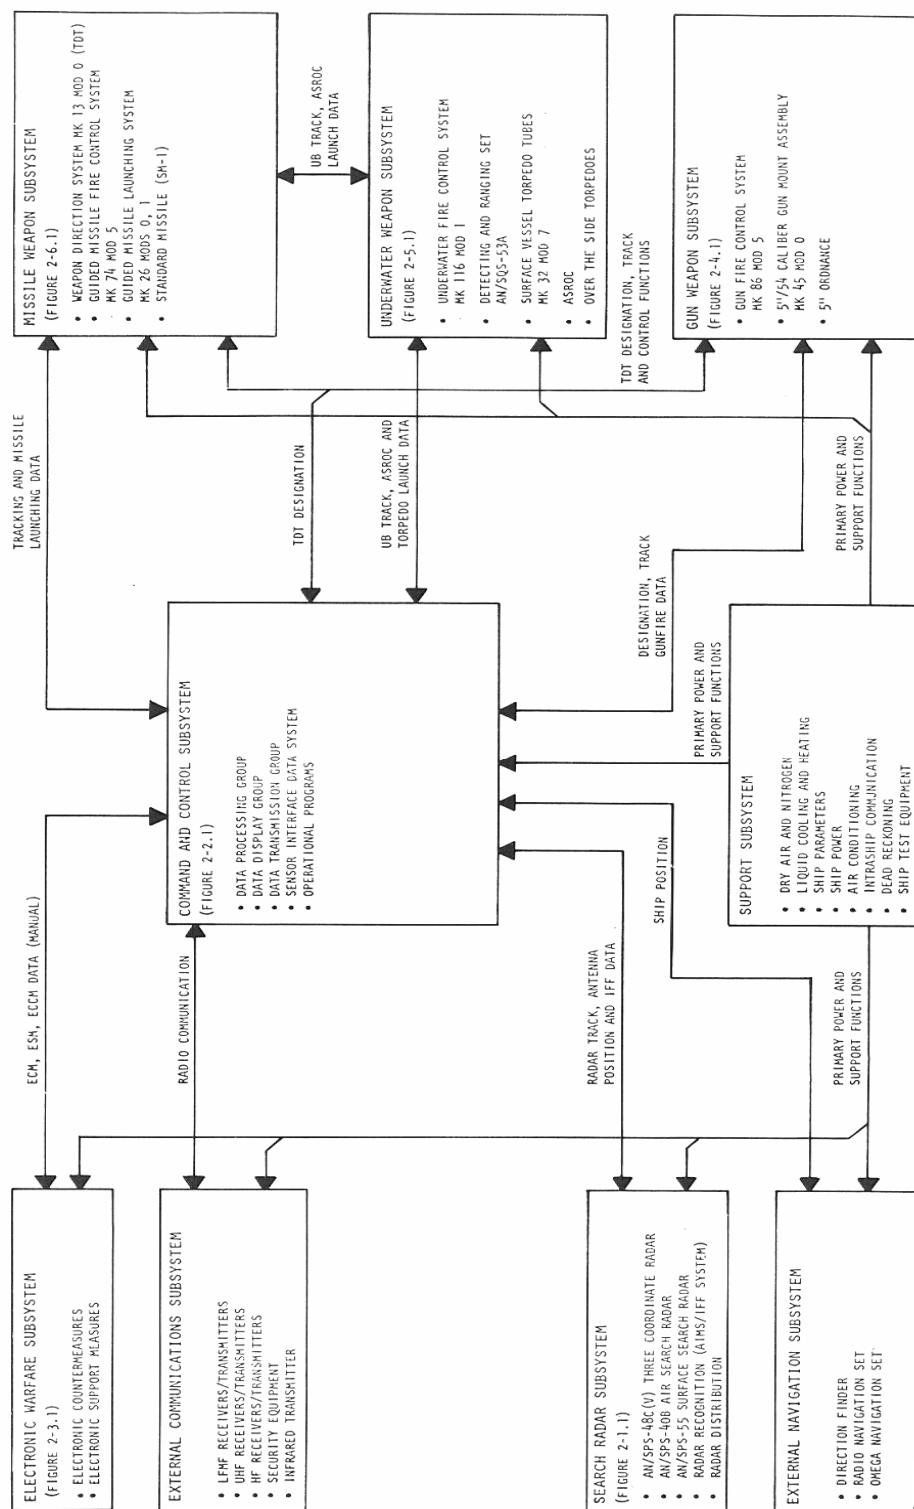 ELECTRONIC WARFARE SUBSYSTEM
(FIGURE 2-3.1)
• ELECTRONIC COUNTERMEASURES
• ELECTRONIC SUPPORT MEASURES
EXTERNAL COMMUNICATIONS SUBSYSTEM
• LFMF RECEIVERS/TRANSMITTERS
• UHF RECEIVERS/TRANSMITTERS
• HF RECEIVERS/TRANSMITTERS
• SECURITY EQUIPMENT
• INFRARED TRANSMITTER
SEARCH RADAR SUBSYSTEM
(FIGURE 2-1.1)
• AN/SPS-48C(V) THREE COORDINATE RADAR
• AN/SPS-40B AIR SEARCH RADAR
• AN/SPS-55 SURFACE SEARCH RADAR
• RADAR RECOGNITION (AIMS/IFF SYSTEM)
• RADAR DISTRIBUTION
EXTERNAL NAVIGATION SUBSYSTEM
• DIRECTION FINDER
• RADIO NAVIGATION SET
• OMEGA NAVIGATION SET
ECM, ESM, ECCM DATA (MANUAL)
RADIO COMMUNICATION
RADAR TRACK, ANTENNA
POSITION AND IFF DATA
SHIP POSITION
PRIMARY POWER AND
SUPPORT FUNCTIONS
COMMAND AND CONTROL SUBSYSTEM
(FIGURE 2-2.1)
• DATA PROCESSING GROUP
• DATA DISPLAY GROUP
• DATA TRANSMISSION GROUP
• SENSOR INTERFACE DATA SYSTEM
• OPERATIONAL PROGRAMS
PRIMARY POWER AND
SUPPORT FUNCTIONS
SUPPORT SUBSYSTEM
• DRY AIR AND NITROGEN
• LIQUID COOLING AND HEATING
• SHIP PARAMETERS
• SHIP POWER
• AIR CONDITIONING
• INTRASHIP COMMUNICATION
• DEAD RECKONING
• SHIP TEST EQUIPMENT
TRACKING AND MISSILE
LAUNCHING DATA
TDT DESIGNATION
UB TRACK, ASROC AND
TORPEDO LAUNCH DATA
DESIGNATION, TRACK
GUNFIRE DATA
PRIMARY POWER AND
SUPPORT FUNCTIONS
TDT DESIGNATION, TRACK
AND CONTROL FUNCTIONS
MISSILE WEAPON SUBSYSTEM
(FIGURE 2-6.1)
• WEAPON DIRECTION SYSTEM MK 13 MOD 0 (TDT)
• GUIDED MISSILE FIRE CONTROL SYSTEM
MK 74 MOD 5
• GUIDED MISSILE LAUNCHING SYSTEM
MK 26 MODS 0, 1
• STANDARD MISSILE (SM-1)
UB TRACK, ASROC
LAUNCH DATA
UNDERWATER WEAPON SUBSYSTEM
(FIGURE 2-5.1)
• UNDERWATER FIRE CONTROL SYSTEM
MK 116 MOD 1
• DETECTING AND RANGING SET
AN/SQS-53A
• SURFACE VESSEL TORPEDO TUBES
MK 32 MOD 7
• ASROC
• OVER THE SIDE TORPEDOES
GUN WEAPON SUBSYSTEM
(FIGURE 2-4.1)
• GUN FIRE CONTROL SYSTEM
MK 86 MOD 5
• 5"/54 CALIBER GUN MOUNT ASSEMBLY
MK 45 MOD 0
• 5" ORDNANCE